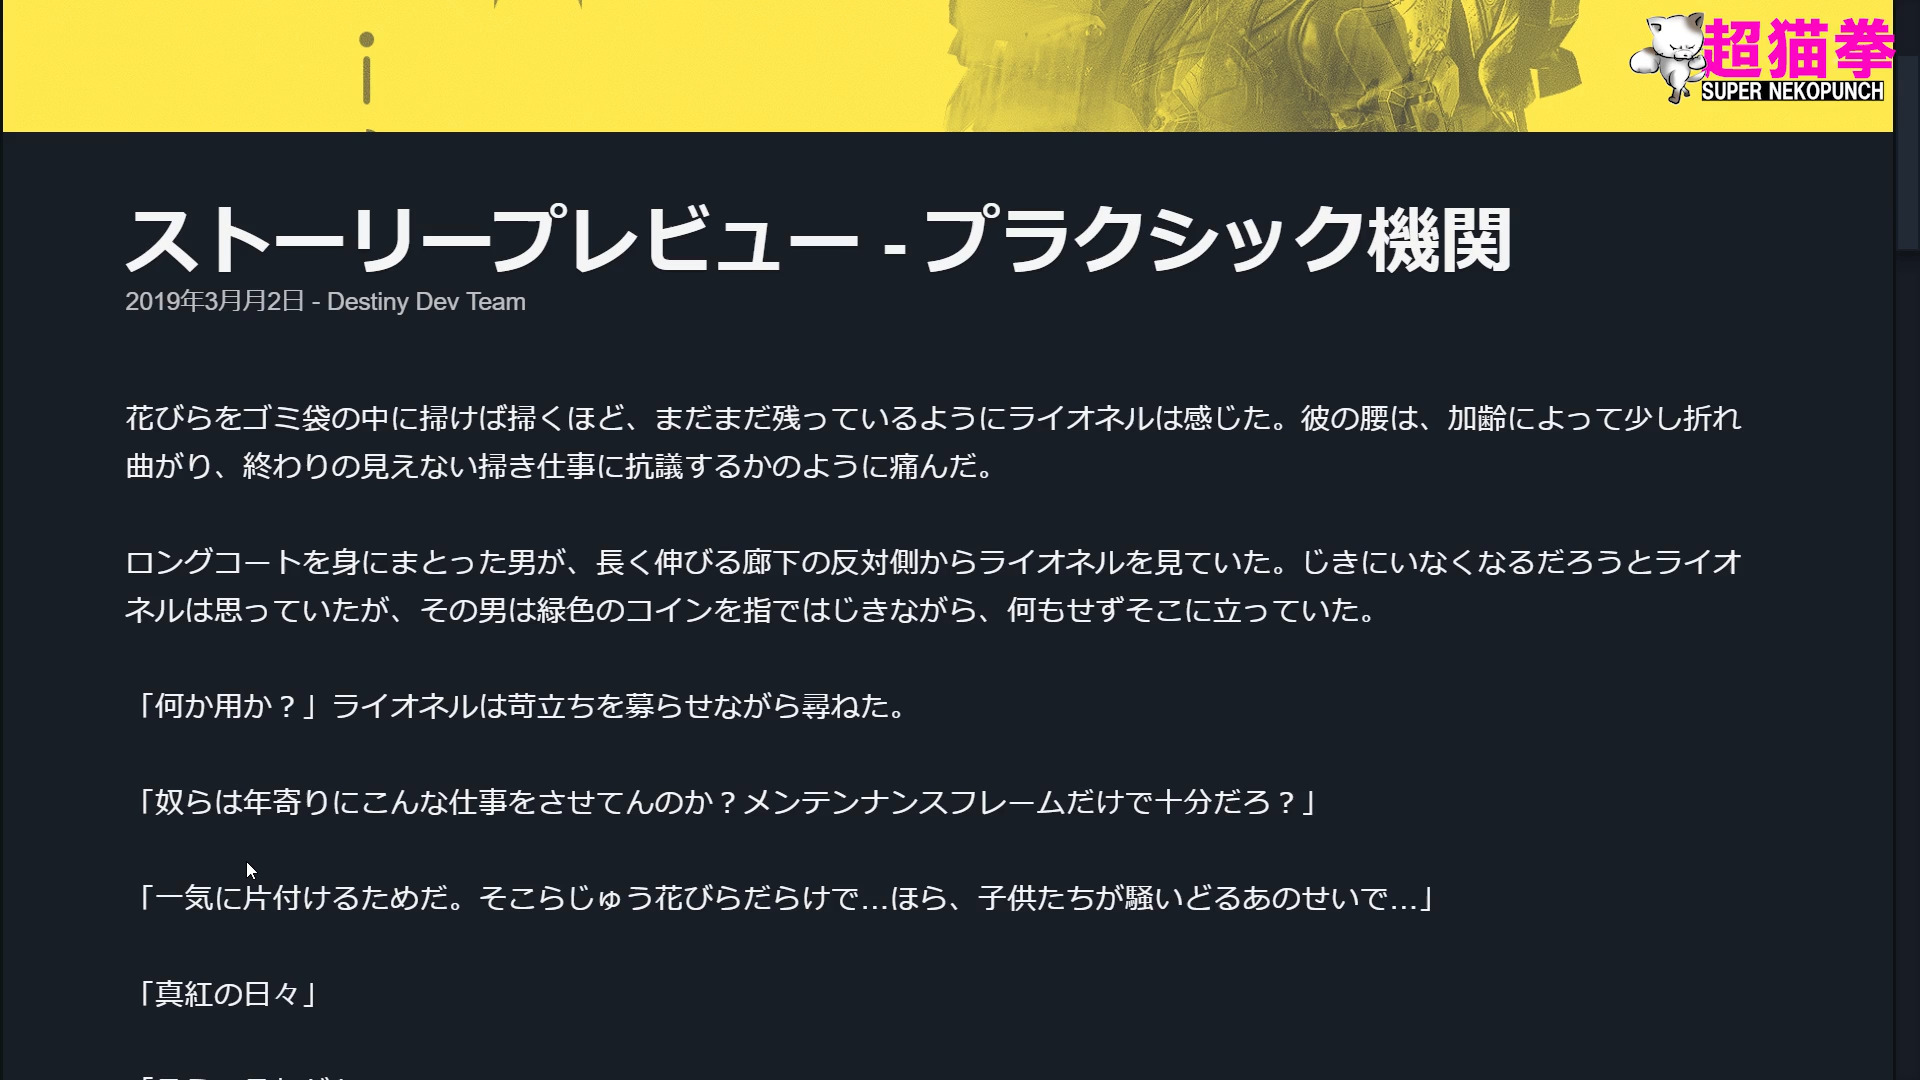 超猫拳
SUPER NEKOPUNCH
ストーリープレビュー - プラクシック機関
2019年3月月2日 - Destiny Dev Team
花びらをゴミ袋の中に掃けば掃くほど、まだまだ残っているようにライオネルは感じた。彼の腰は、加齢によって少し折れ
曲がり、終わりの見えない掃き仕事に抗議するかのように痛んだ。
ロングコートを身にまとった男が、長く伸びる廊下の反対側からライオネルを見ていた。じきにいなくなるだろうとライオ
ネルは思っていたが、その男は緑色のコインを指ではじきながら、何もせずそこに立っていた。
「何か用か？」ライオネルは苛立ちを募らせながら尋ねた。
「奴らは年寄りにこんな仕事をさせてんのか？メンテンナンスフレームだけで十分だろ？」
「一気に片付けるためだ。そこらじゅう花びらだらけで…ほら、子供たちが騒いどるあのせいで…」
「真紅の日々」